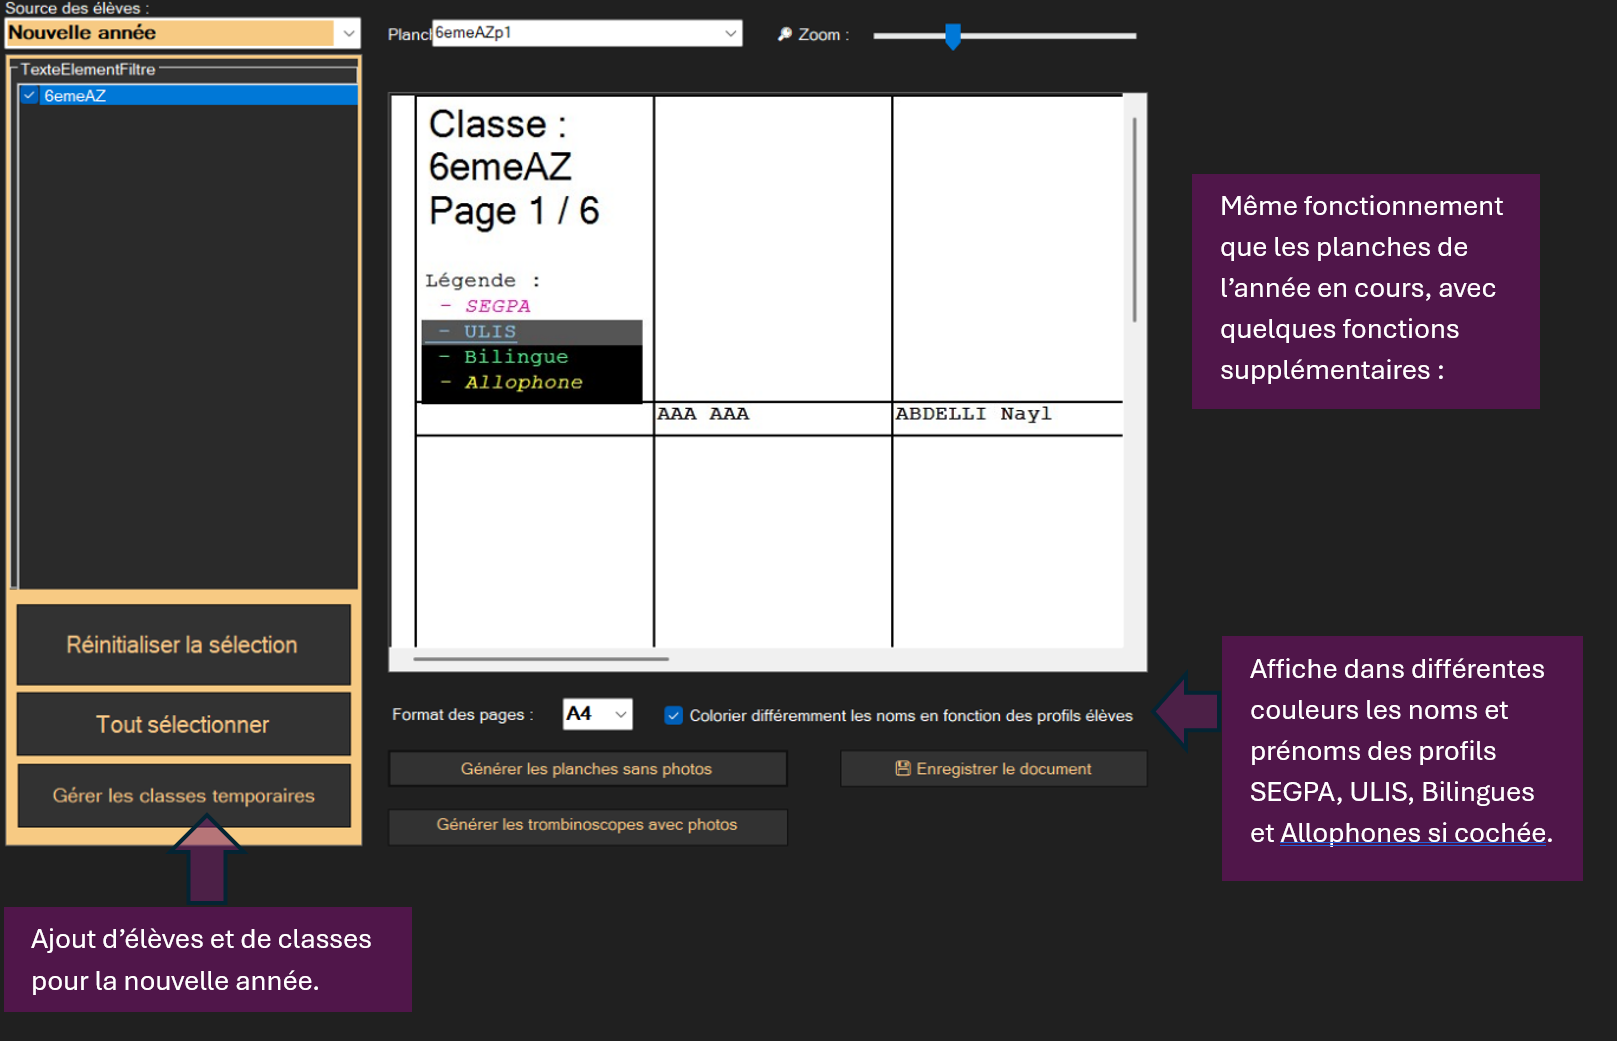 Source des élèves :
Nouvelle année
TexteElementFiltre
6emeAZ
Réinitialiser la sélection
Tout sélectionner
Gérer les classes temporaires
Ajout d’élèves et de classes
pour la nouvelle année.
Planch 6emeAZp1
Zoom :
Classe :
6emeAZ
Page 1 / 6
Légende :
- SEGPA
- ULIS
- Bilingue
- Allophone
AAA AAA
ABDELLI Nayl
Format des pages : A4
Colorier différemment les noms en fonction des profils élèves
Générer les planches sans photos
Enregistrer le document
Générer les trombinoscopes avec photos
Même fonctionnement
que les planches de
l’année en cours, avec
quelques fonctions
supplémentaires :
Affiche dans différentes
couleurs les noms et
prénoms des profils
SEGPA, ULIS, Bilingues
et Allophones si cochée.